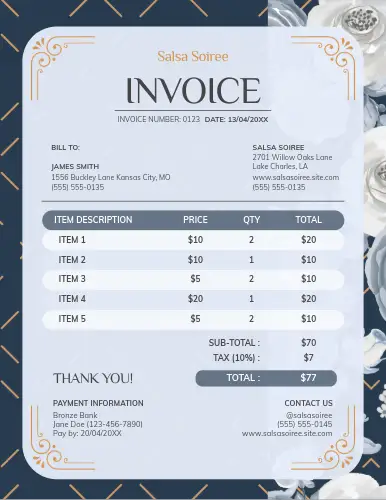 Salsa Soiree
INVOICE
INVOICE NUMBER: 0123 DATE: 13/04/20XX
BILL TO:
JAMES SMITH
1556 Buckley Lane Kansas City, MO
(555) 555-0135
SALSA SOIREE
2701 Willow Oaks Lane
Lake Charles, LA
www.salsasoiree.site.com
(555) 555-0135
ITEM DESCRIPTION PRICE QTY TOTAL
ITEM 1 $10 2 $20
ITEM 2 $10 1 $10
ITEM 3 $5 2 $10
ITEM 4 $20 1 $20
ITEM 5 $5 2 $10
SUB-TOTAL : $70
TAX (10%) : $7
TOTAL : $77
THANK YOU!
PAYMENT INFORMATION
Bronze Bank
Jane Doe (123-456-7890)
Pay by: 20/04/20XX
CONTACT US
@salsasoiree
(555) 555-0145
www.salsasoiree.site.com